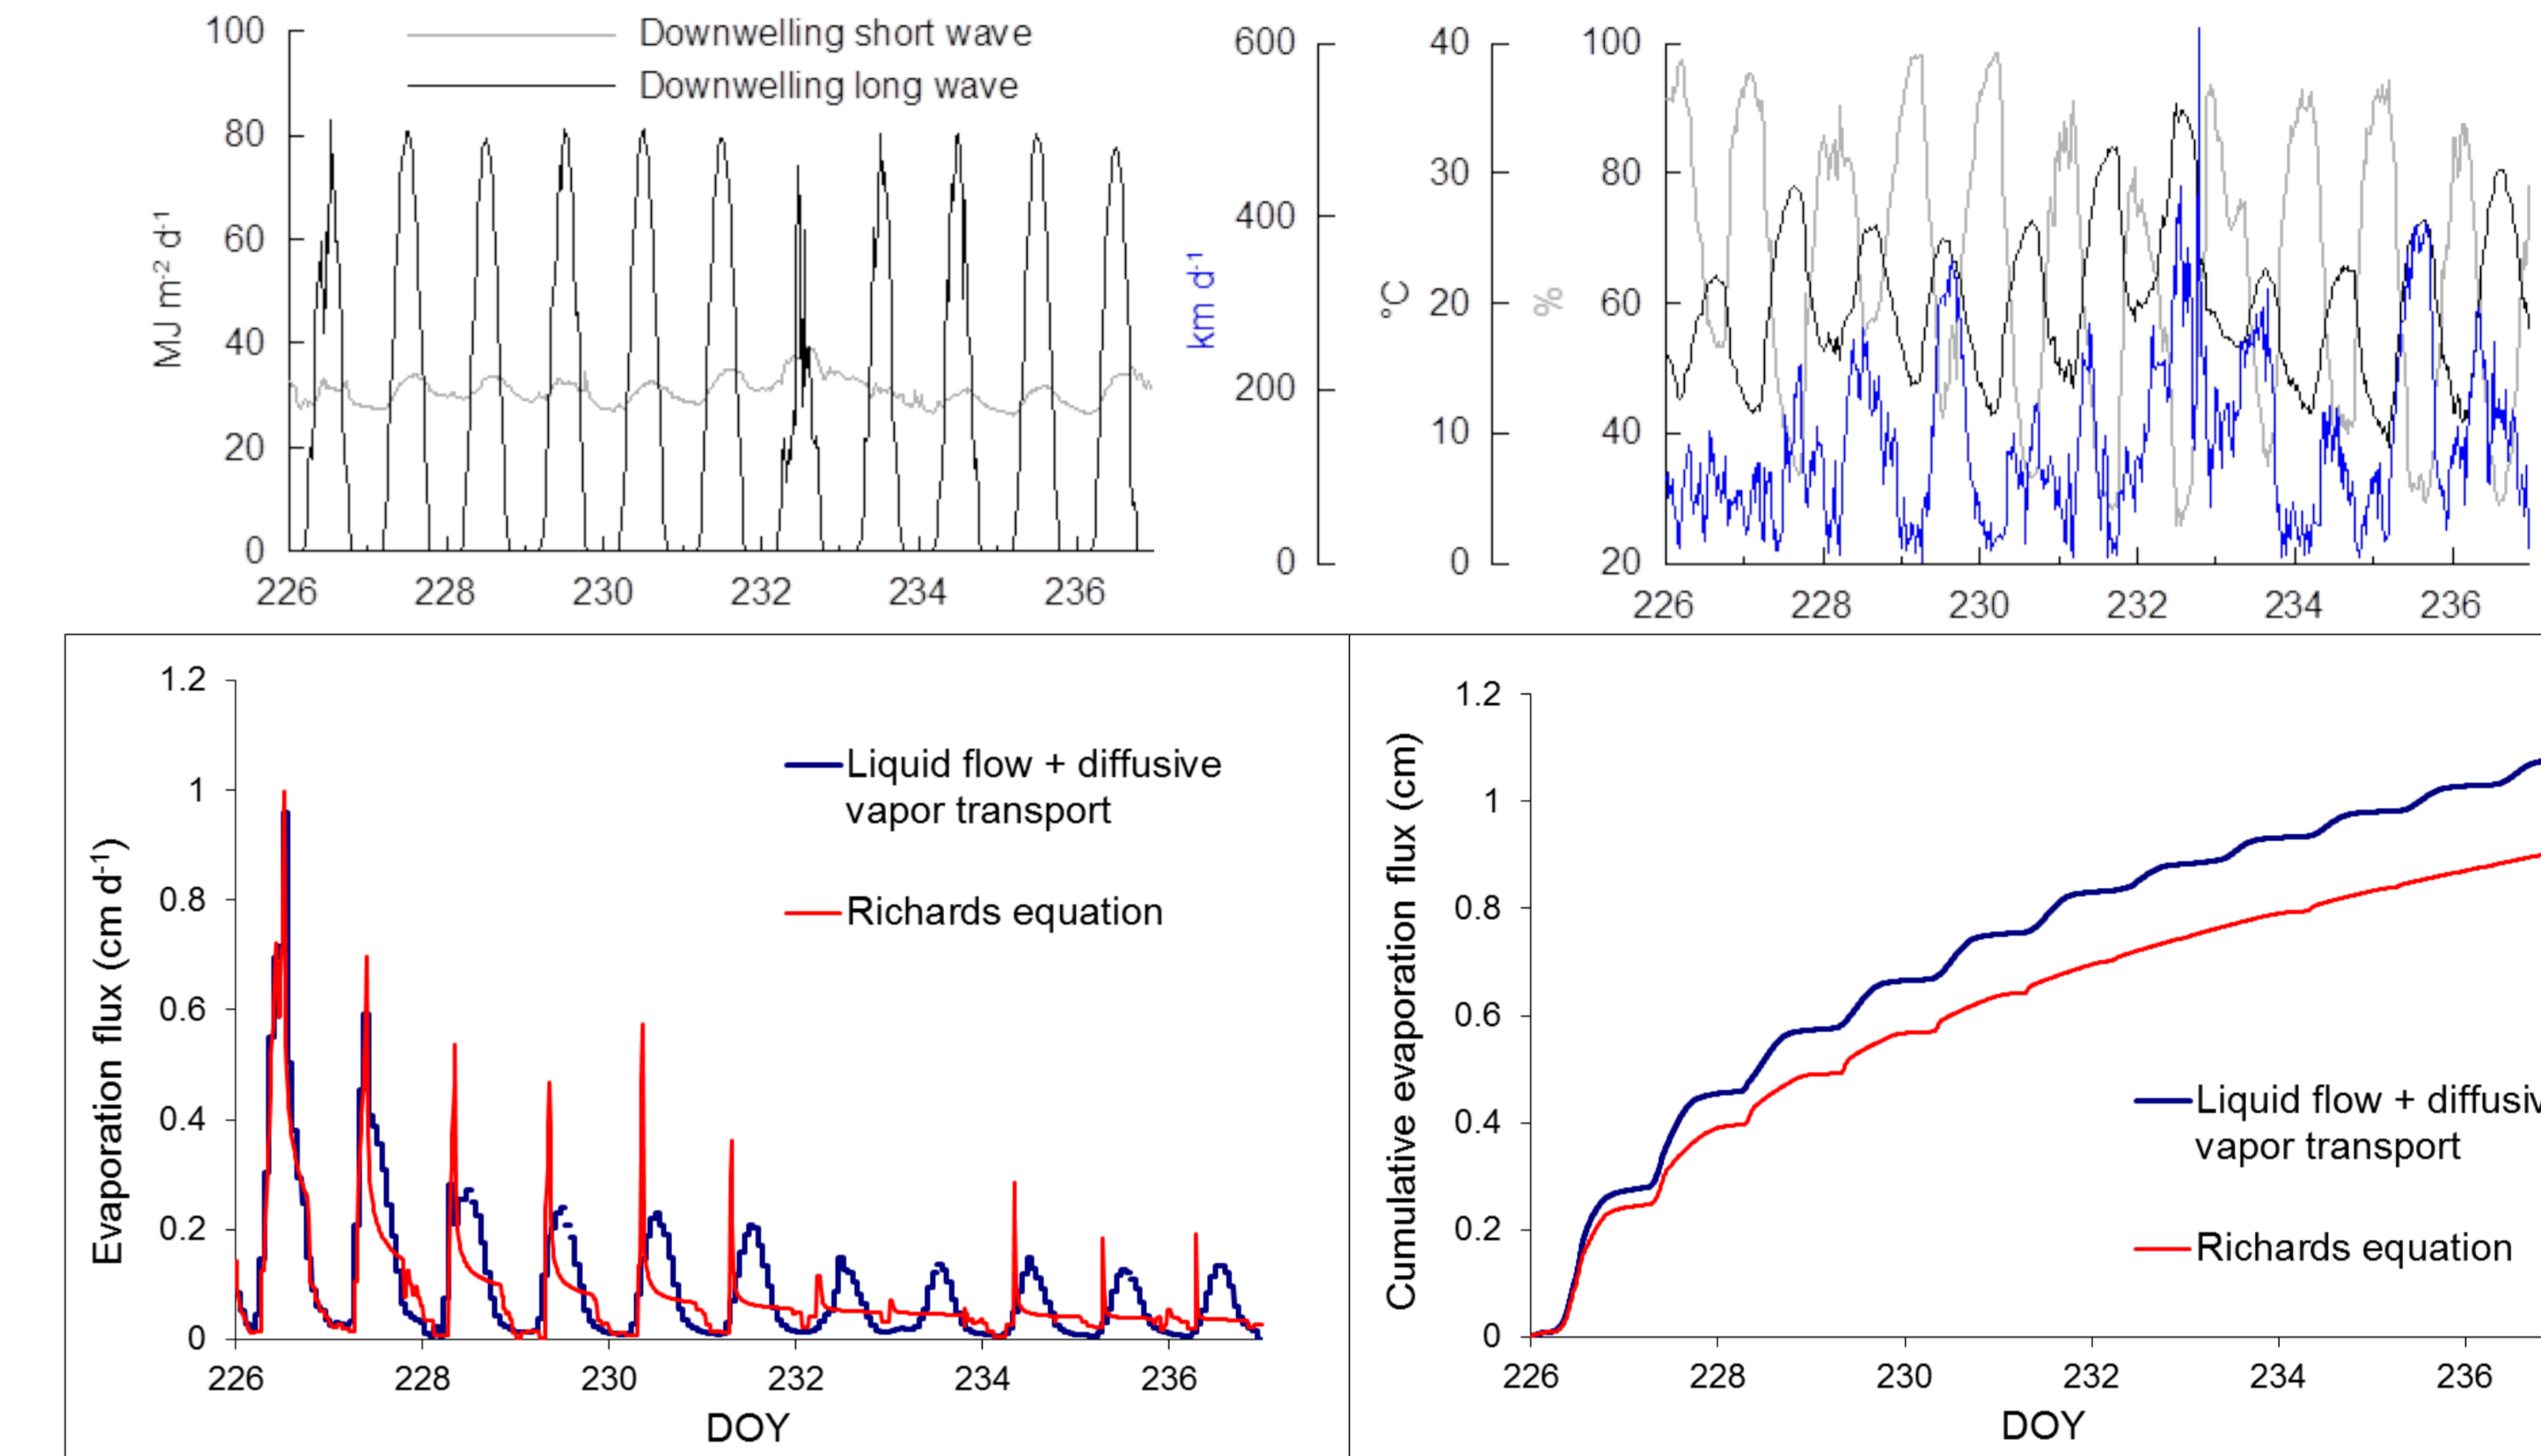 100
80
60
40
20
0
MJ m-2 d-1
Downwelling short wave
Downwelling long wave
226 228 230 232 234 236
600
400
200
0
km d-1
40
30
20
10
0
°C
100
80
60
40
20
%
226 228 230 232 234 236
1.2
1
0.8
0.6
0.4
0.2
0
Evaporation flux (cm d-1)
Liquid flow + diffusive
vapor transport
Richards equation
226 228 230 232 234 236
DOY
1.2
1
0.8
0.6
0.4
0.2
0
Cumulative evaporation flux (cm)
Liquid flow + diffusiv
vapor transport
Richards equation
226 228 230 232 234 236
DOY